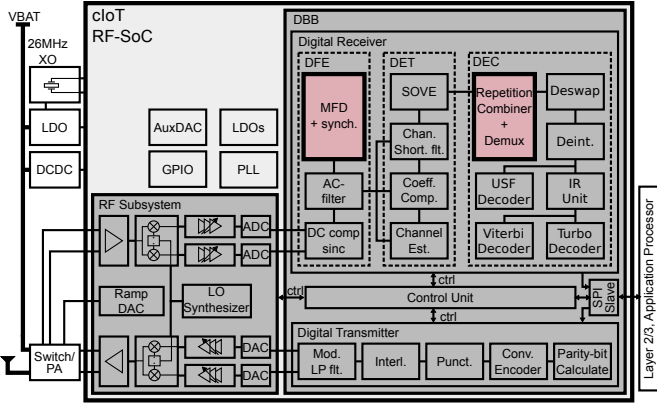 VBAT
26MHz
XO
LDO
DCDC
Switch/
PA
cIoT
RF-SoC
AuxDAC
LDOs
GPIO
PLL
RF Subsystem
ADC
ADC
Ramp
DAC
LO
Synthesizer
DAC
DAC
DBB
Digital Receiver
DFE
MFD
+ synch.
AC-
filter
DC comp
sinc
DET
SOVE
Chan.
Short. flt.
Coeff.
Comp.
Channel
Est.
DEC
Repetition
Combiner
+
Demux
Deswap
Deint.
USF
Decoder
IR
Unit
Viterbi
Decoder
Turbo
Decoder
ctrl
ctrl
Control Unit
ctrl
SPI
Slave
Digital Transmitter
Mod.
LP flt.
Interl.
Punct.
Conv.
Encoder
Parity-bit
Calculate
Layer 2/3, Application Processor